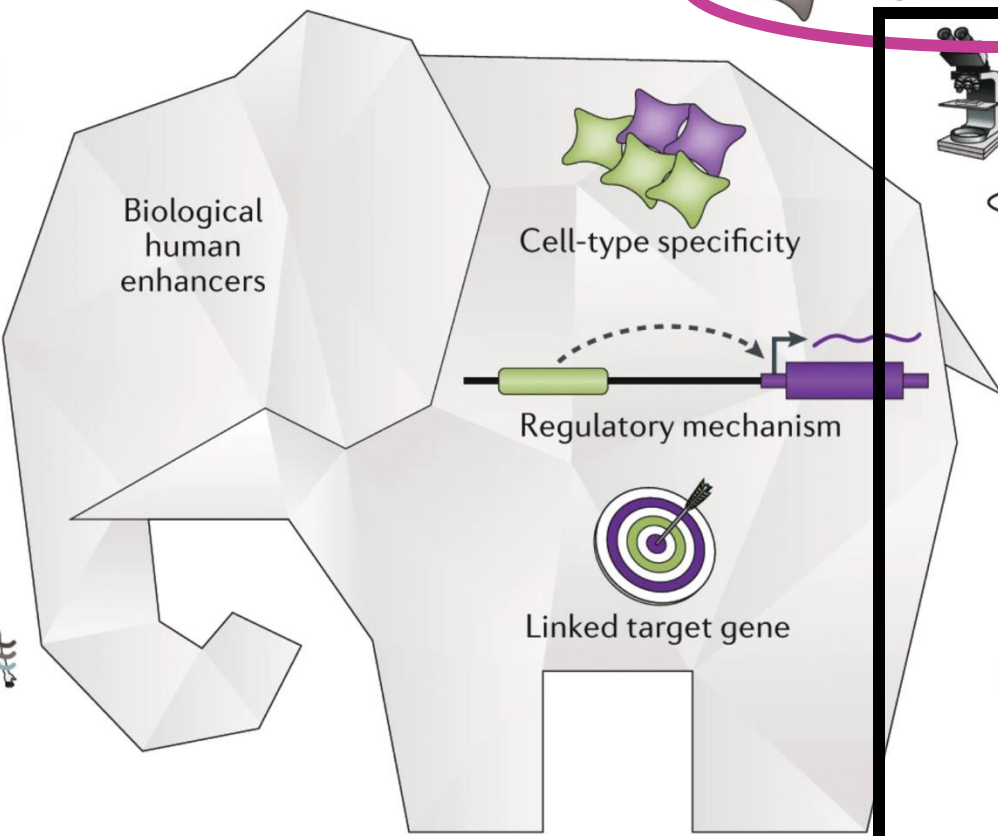 Biological
human
enhancers
Cell-type specificity
Regulatory mechanism
Linked target gene